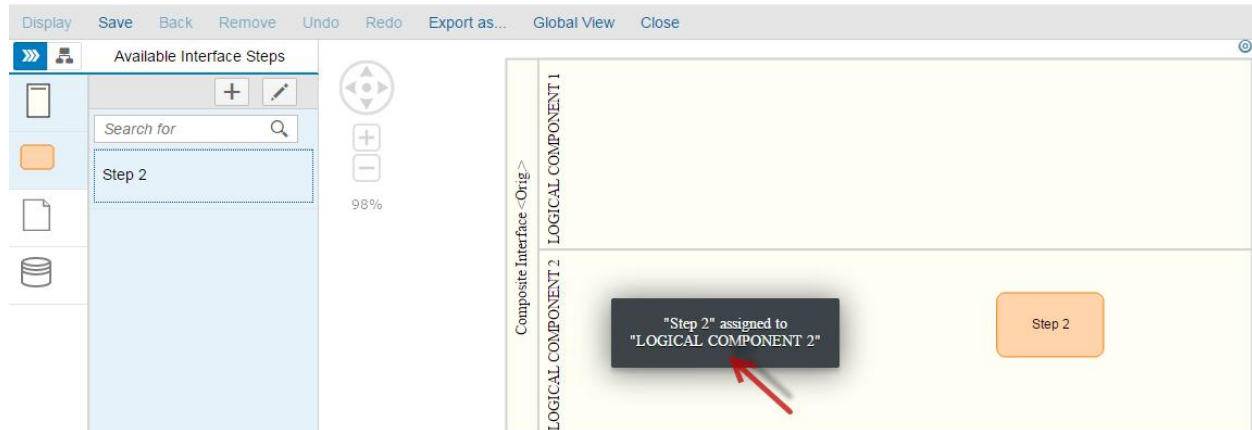 Display Save Back Remove Undo Redo Export as... Global View Close
Available Interface Steps
Search for
Step 2
98%
Composite Interface <Orig.>
LOGICAL COMPONENT 1
LOGICAL COMPONENT 2
"Step 2" assigned to
"LOGICAL COMPONENT 2"
Step 2